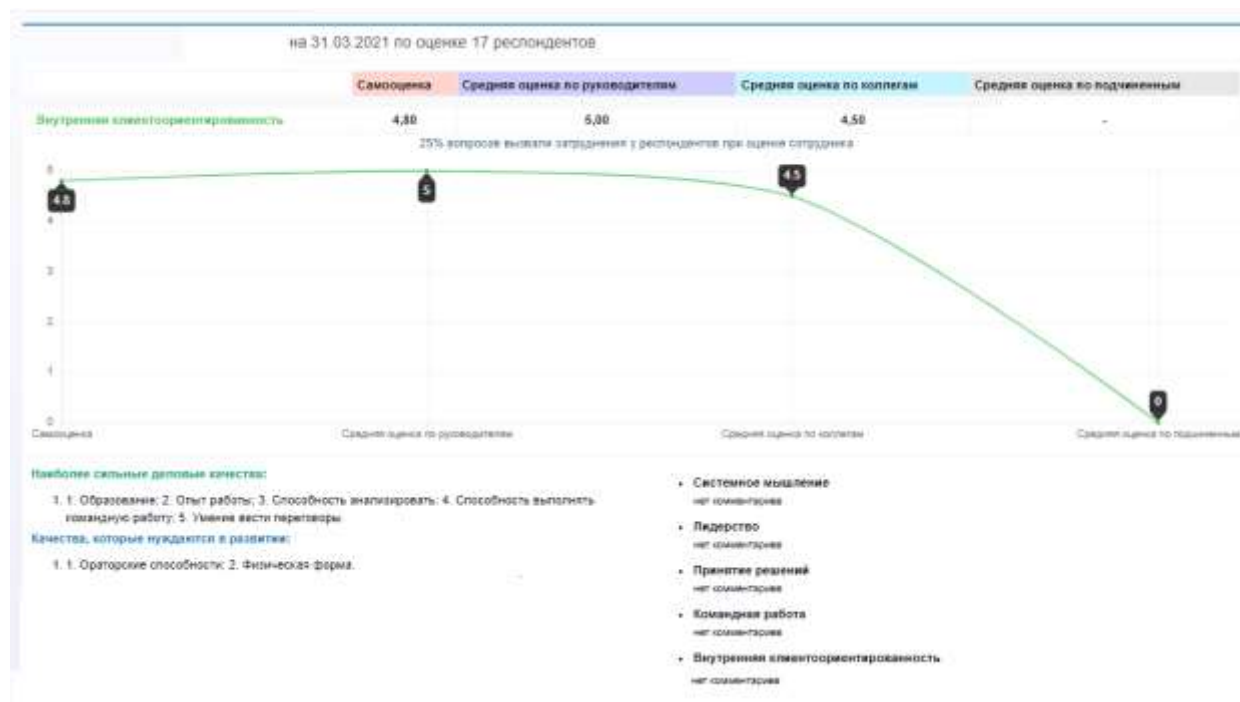 на 31.03.2021 по оценке 17 респондентов
Самооценка Средняя оценка по руководителям Средняя оценка по коллегам Средняя оценка по подчиненным
Внутренняя клиентоориентированность 4,80 5,00 4,50 -
25% вопросов вызвали затруднения у респондентов при оценке сотрудника
5
4.8
5
4.5
4
3
2
1
0
0
Самооценка Средняя оценка по руководителям Средняя оценка по коллегам Средняя оценка по подчиненным
Наиболее сильные деловые качества:
1. 1. Образование; 2. Опыт работы; 3. Способность анализировать; 4. Способность выполнять
командную работу; 5. Умение вести переговоры
Качества, которые нуждаются в развитии:
1. 1. Ораторские способности; 2. Физическая форма.
• Системное мышление
нет комментариев
• Лидерство
нет комментариев
• Принятие решений
нет комментариев
• Командная работа
нет комментариев
• Внутренняя клиентоориентированность
нет комментариев